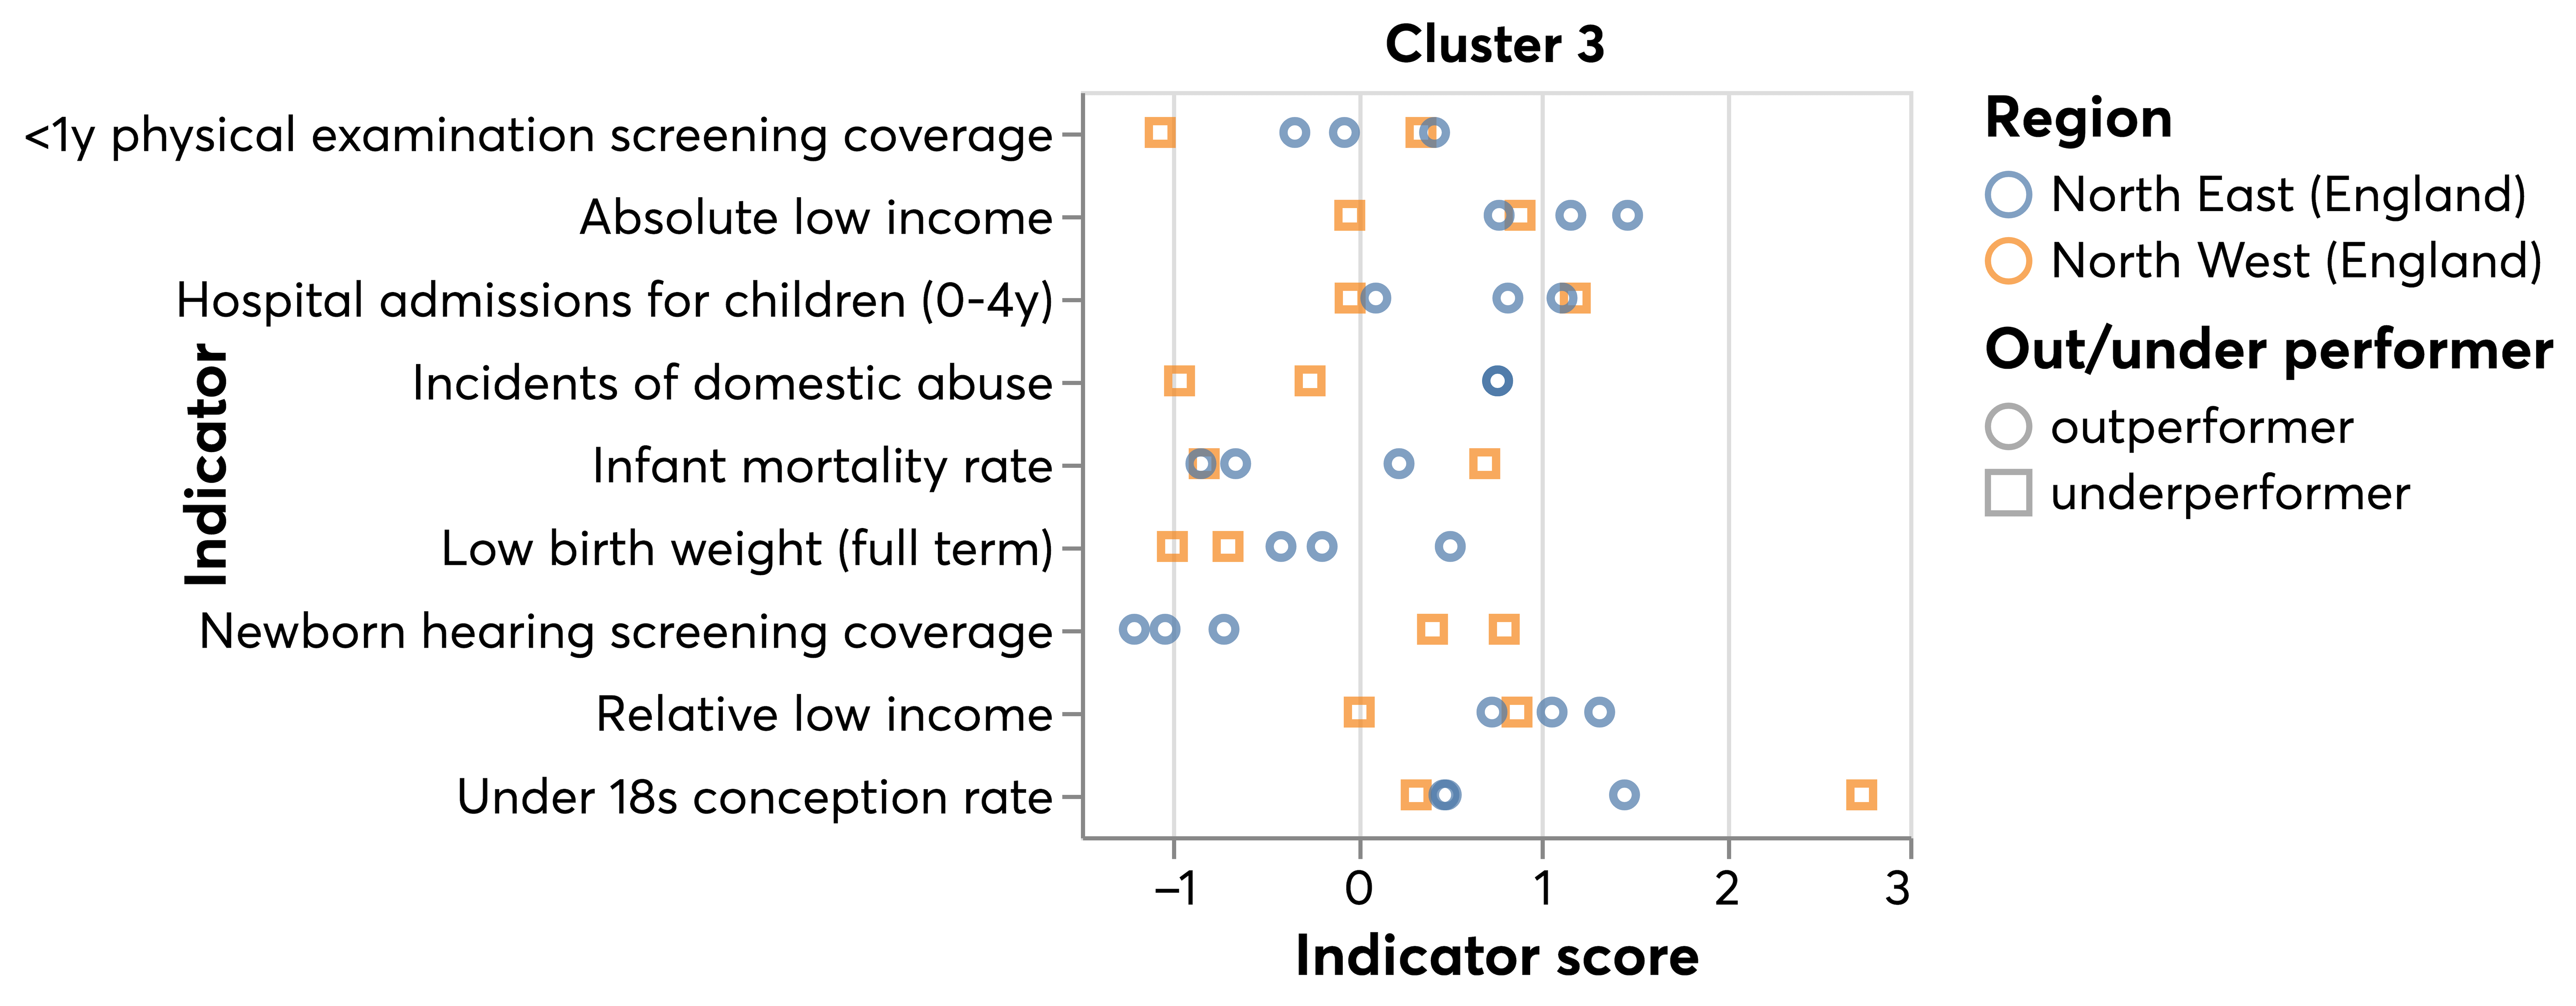 Cluster 3
<1y physical examination screening coverage
Absolute low income
Hospital admissions for children (0-4y)
Incidents of domestic abuse
Infant mortality rate
Low birth weight (full term)
Newborn hearing screening coverage
Relative low income
Under 18s conception rate
Indicator
–1 0 1 2 3
Indicator score
Region
North East (England)
North West (England)
Out/under performer
outperformer
underperformer